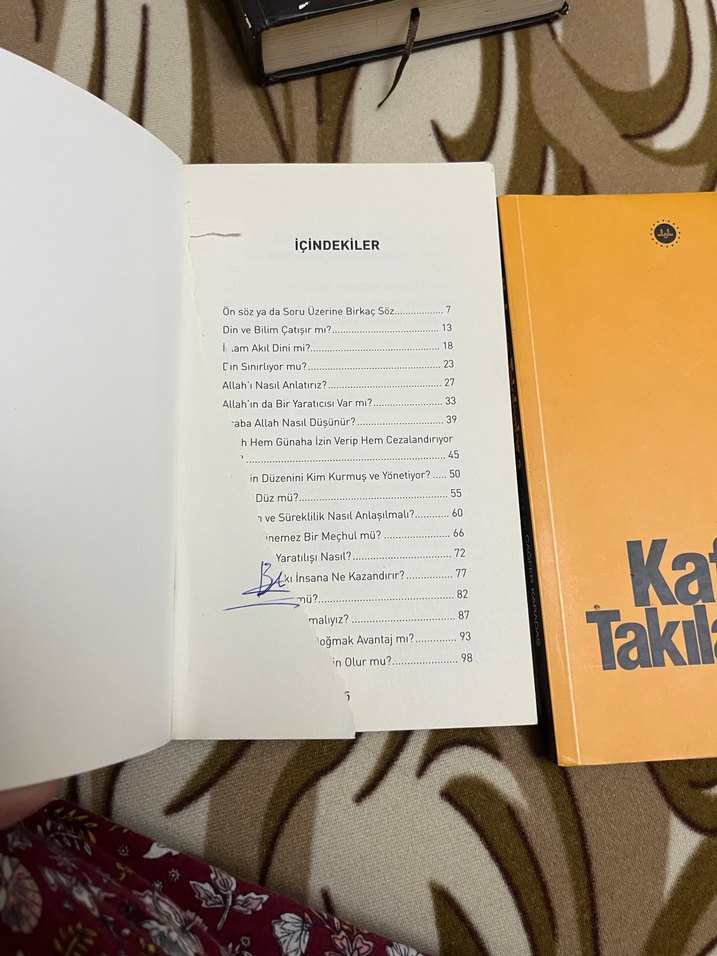 İÇİNDEKİLER
Ön söz ya da Soru Üzerine Birkaç Söz................. 7
Din ve Bilim Çatışır mı?................................... 13
Akıl Dini mi?.......................................... 18
Sınırlıyor mu?............................................ 23
Allah'ı Nasıl Anlatırız?.................................... 27
Allah'ın da Bir Yaratıcısı Var mı?...................... 33
Allah Nasıl Düşünür?............................ 39
Hem Günaha İzin Verip Hem Cezalandırıyor
................................................................ 45
Düzenini Kim Kurmuş ve Yönetiyor? ..... 50
Düz mü?................................................ 55
ve Süreklilik Nasıl Anlaşılmalı?........... 60
Bir Meçhul mü? ....................... 66
Yaratılışı Nasıl?................................ 72
İnsana Ne Kazandırır?................ 77
mü?........................................... 82
................................... 87
Doğmak Avantaj mı?............. 93
Olur mu?.......................... 98
5
CAĞFER KARADAŞ